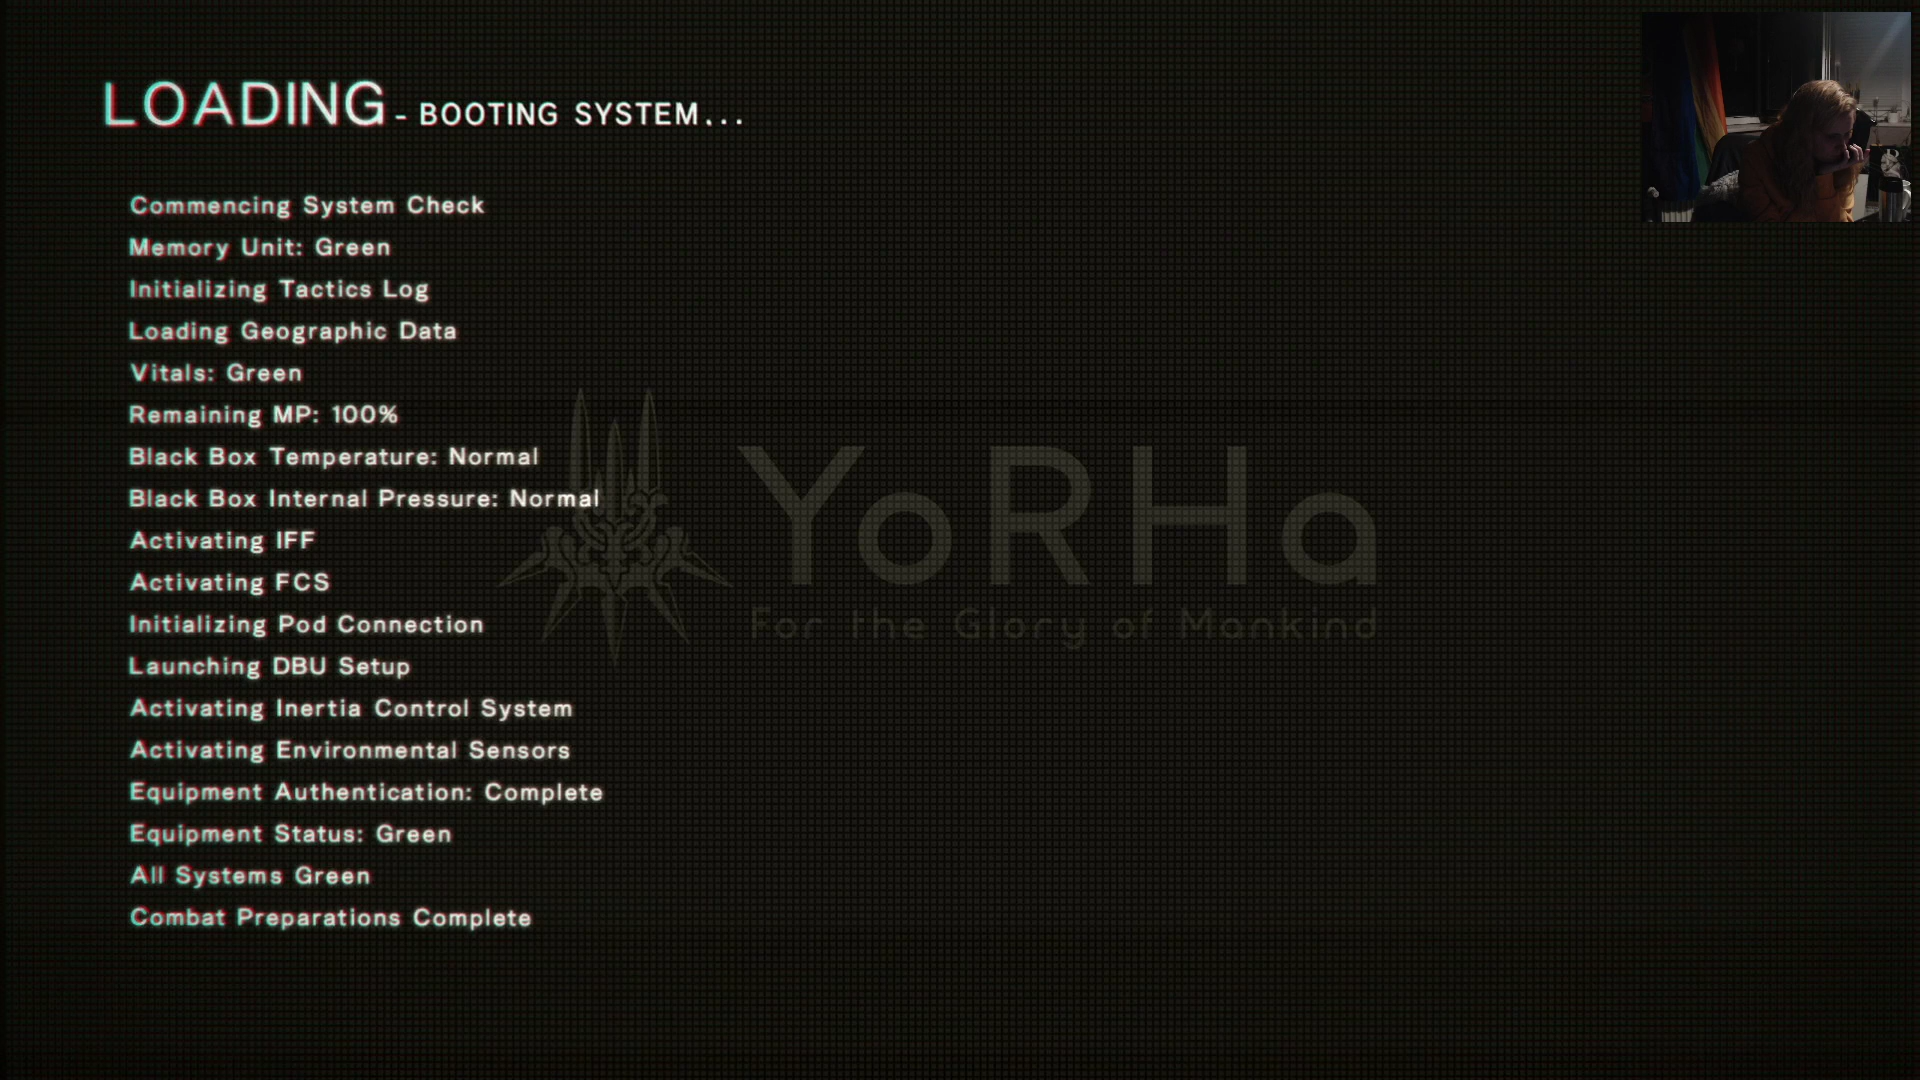 LOADING - BOOTING SYSTEM...
Commencing System Check
Memory Unit: Green
Initializing Tactics Log
Loading Geographic Data
Vitals: Green
Remaining MP: 100%
Black Box Temperature: Normal
Black Box Internal Pressure: Normal
Activating IFF
Activating FCS
Initializing Pod Connection
Launching DBU Setup
Activating Inertia Control System
Activating Environmental Sensors
Equipment Authentication: Complete
Equipment Status: Green
All Systems Green
Combat Preparations Complete
YoRHa
For the Glory of Mankind